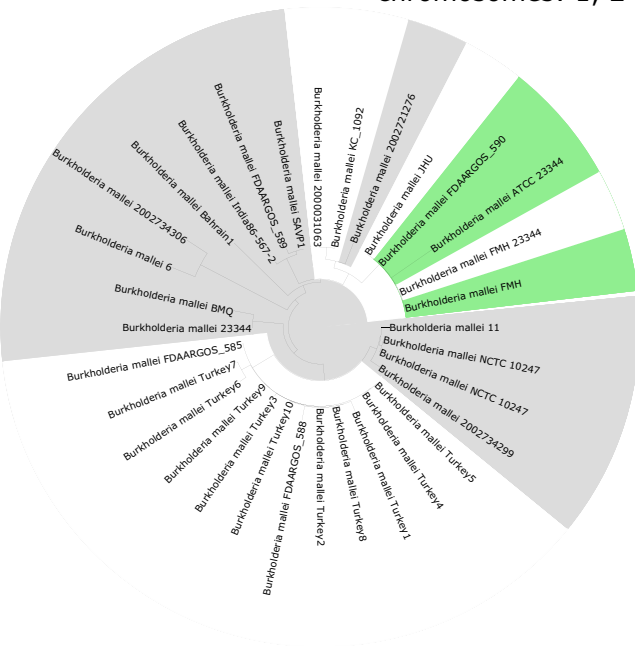 Burkholderia mallei 2000031063
Burkholderia mallei KC_1092
Burkholderia mallei 2002721276
Burkholderia mallei JHU
Burkholderia mallei FDAARGOS_590
Burkholderia mallei ATCC 23344
Burkholderia mallei FMH 23344
Burkholderia mallei FMH
Burkholderia mallei 11
Burkholderia mallei NCTC 10247
Burkholderia mallei NCTC 10247
Burkholderia mallei 2002734299
Burkholderia mallei Turkey5
Burkholderia mallei Turkey4
Burkholderia mallei Turkey1
Burkholderia mallei Turkey8
Burkholderia mallei Turkey2
Burkholderia mallei FDAARGOS_588
Burkholderia mallei Turkey10
Burkholderia mallei Turkey3
Burkholderia mallei Turkey9
Burkholderia mallei Turkey6
Burkholderia mallei Turkey7
Burkholderia mallei FDAARGOS_585
Burkholderia mallei 23344
Burkholderia mallei BMQ
Burkholderia mallei 6
Burkholderia mallei 2002734306
Burkholderia mallei Bahrain1
Burkholderia mallei India86-567-2
Burkholderia mallei FDAARGOS_589
Burkholderia mallei SAVP1